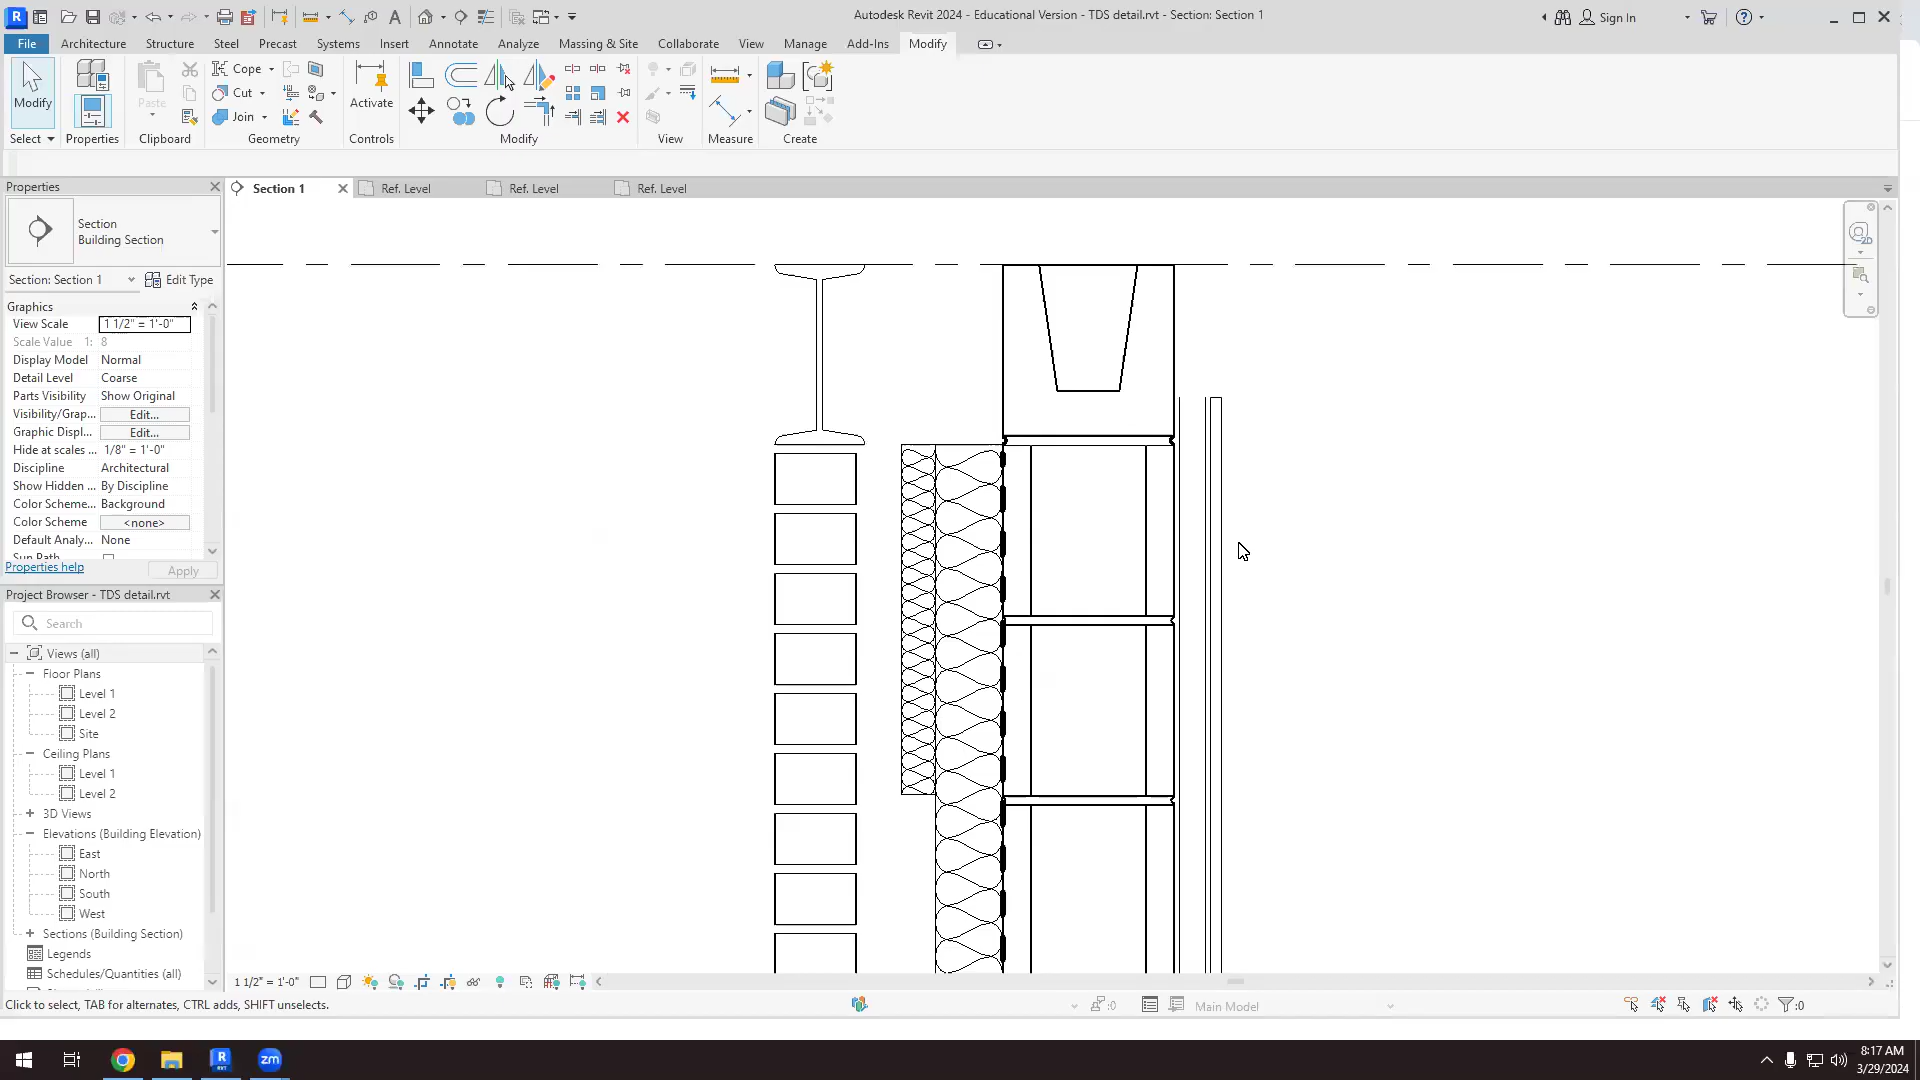 Autodesk Revit 2024 - Educational Version - TDS detail.rvt - Section: Section 1
Sign In
File Architecture Structure Steel Precast Systems Insert Annotate Analyze Massing & Site Collaborate View Manage Add-Ins Modify
Modify
Paste
Cope
Cut
Join
Activate
Select Properties Clipboard Geometry Controls Modify View Measure Create
Properties
Section 1
Ref. Level
Ref. Level
Ref. Level
Section
Building Section
Section: Section 1
Edit Type
Graphics
View Scale 1 1/2" = 1'-0"
Scale Value 1: 8
Display Model Normal
Detail Level Coarse
Parts Visibility Show Original
Visibility/Grap... Edit...
Graphic Displ... Edit...
Hide at scales ... 1/8" = 1'-0"
Discipline Architectural
Show Hidden ... By Discipline
Color Scheme... Background
Color Scheme <none>
Default Analy... None
Sun Path
Properties help
Apply
Project Browser - TDS detail.rvt
Search
Views (all)
Floor Plans
Level 1
Level 2
Site
Ceiling Plans
Level 1
Level 2
3D Views
Elevations (Building Elevation)
East
North
South
West
Sections (Building Section)
Legends
Schedules/Quantities (all)
1 1/2" = 1'-0"
Click to select, TAB for alternates, CTRL adds, SHIFT unselects.
:0
Main Model
:0
8:17 AM
3/29/2024